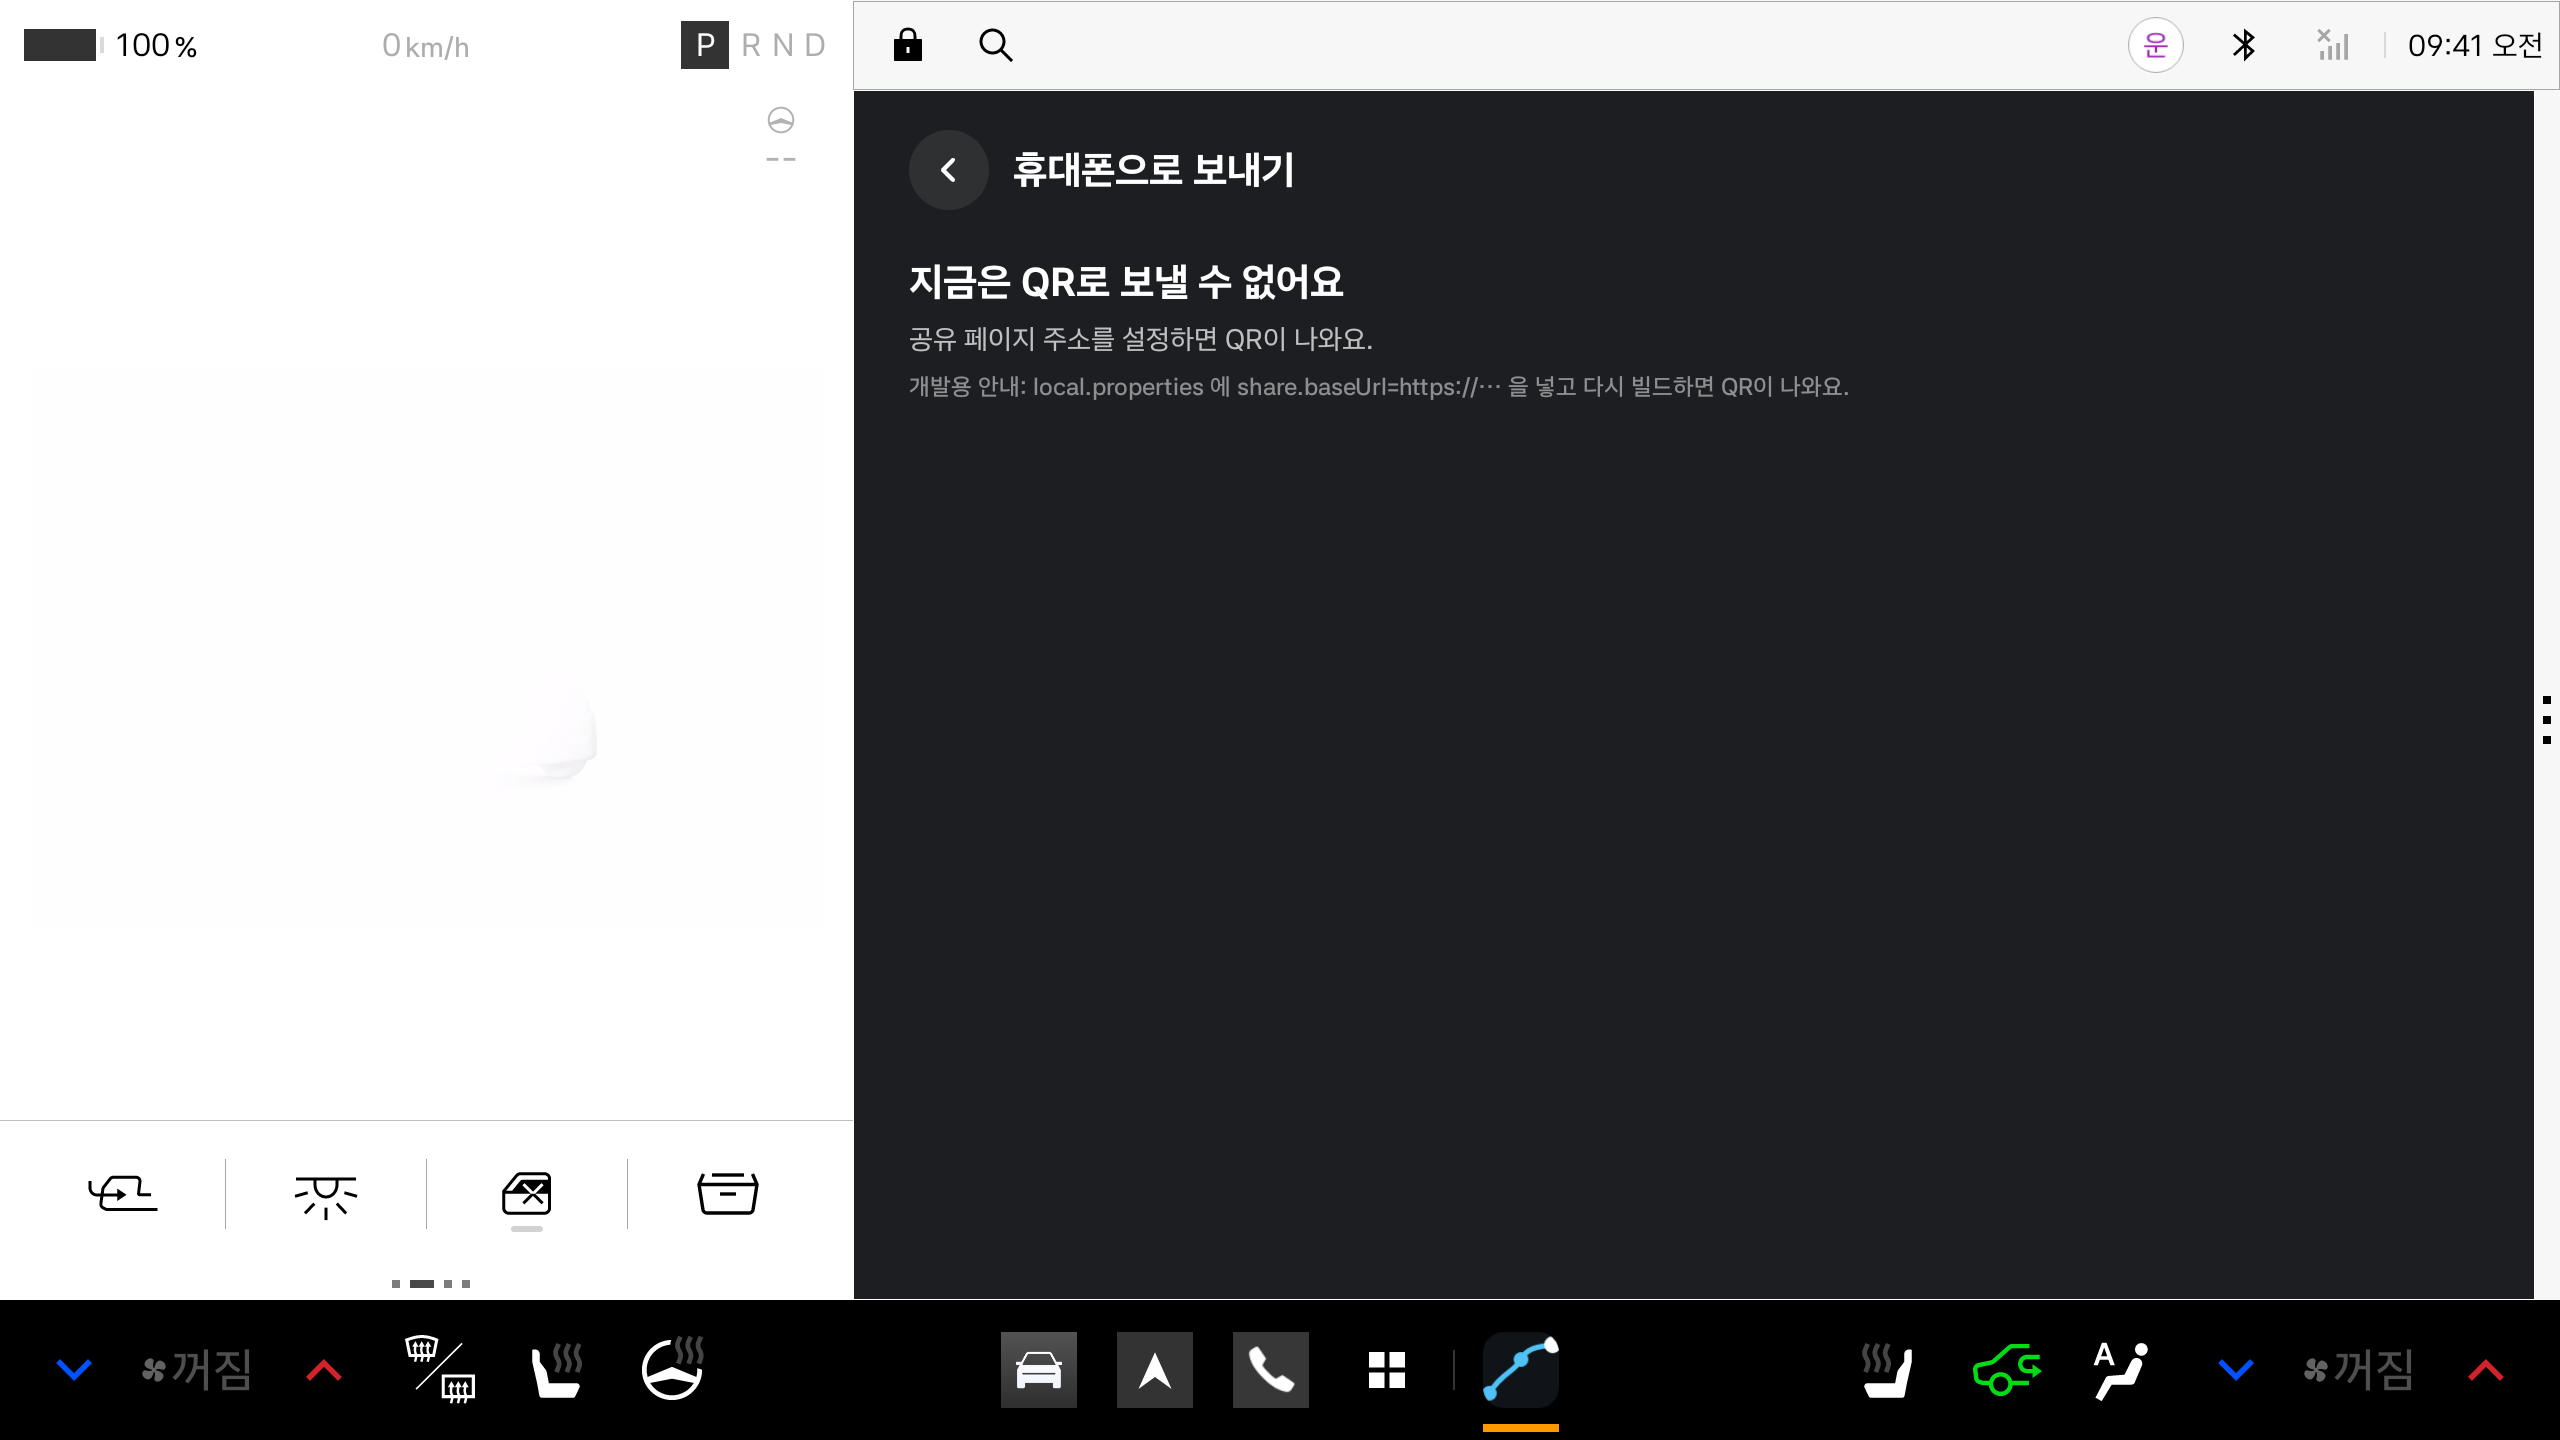 100 %
0 km/h
P R N D
운
09:41 오전
--
휴대폰으로 보내기
지금은 QR로 보낼 수 없어요
공유 페이지 주소를 설정하면 QR이 나와요.
개발용 안내: local.properties 에 share.baseUrl=https://… 을 넣고 다시 빌드하면 QR이 나와요.
꺼짐
A
꺼짐